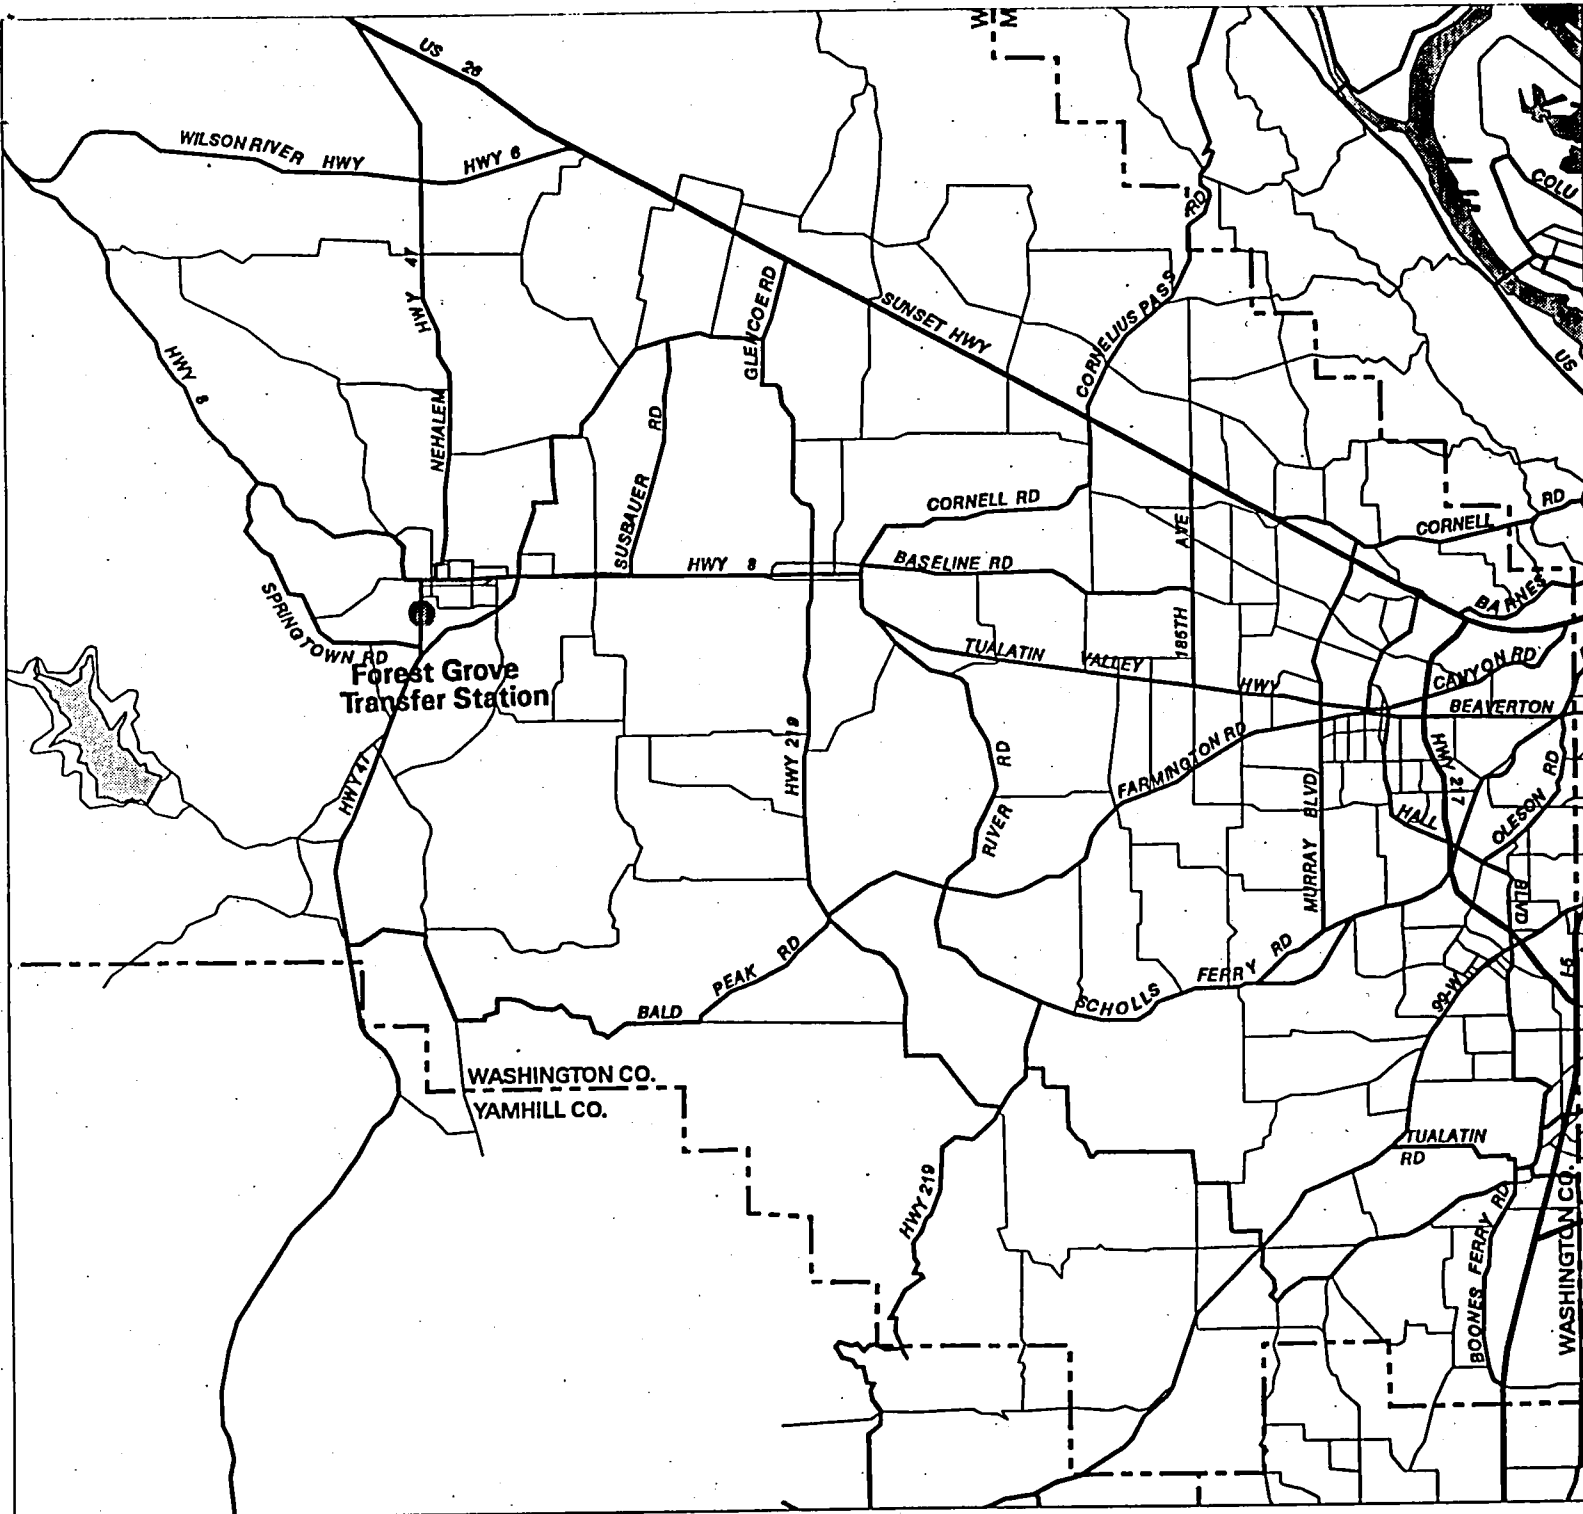 W
M
US
26
WILSON RIVER HWY
HWY 6
COLU
RD
HWY 47
GLENCOE RD
CORNELIUS PASS
SUNSET HWY
US
HWY 8
NEHALEM
SUSBAUER RD
CORNELL RD
CORNELL RD
AVE
HWY 8
BASELINE RD
BARNES
SPRINGTOWN RD
185TH
TUALATIN VALLEY HWY
CANYON RD
Forest Grove
Transfer Station
BEAVERTON
HWY 47
HWY 219
RIVER RD
FARMINGTON RD
MURRAY BLVD
HWY 217
HALL
BLVD
OLESON RD
BALD PEAK RD
SCHOLLS FERRY RD
99-W
I-5
WASHINGTON CO.
YAMHILL CO.
TUALATIN
RD
HWY 219
BOONES FERRY RD
WASHINGTON CO.